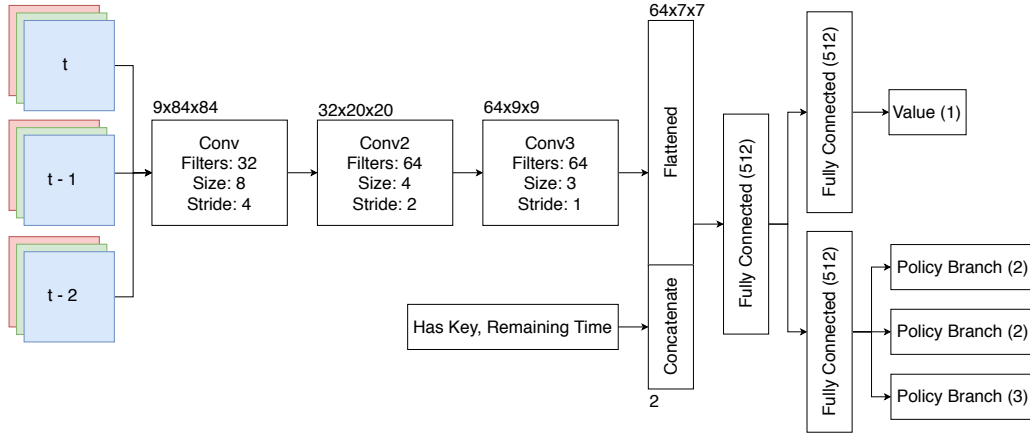 t
t - 1
t - 2
9x84x84
Conv
Filters: 32
Size: 8
Stride: 4
32x20x20
Conv2
Filters: 64
Size: 4
Stride: 2
64x9x9
Conv3
Filters: 64
Size: 3
Stride: 1
64x7x7
Flattened
Has Key, Remaining Time
Concatenate
2
Fully Connected (512)
Fully Connected (512)
Value (1)
Fully Connected (512)
Policy Branch (2)
Policy Branch (2)
Policy Branch (3)